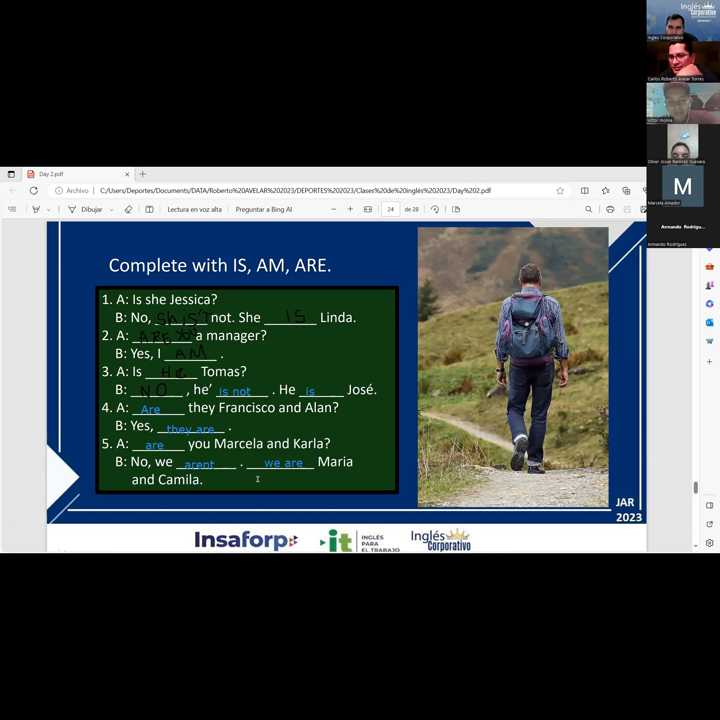 Inglés
Corporativo
Inglés Corporativo
Carlos Roberto Avelar Torres
victor molina
Oliver Josue Ramirez Guevara
M
Marcela Amador
Armando Rodrigu...
Armando Rodriguez
Day 2.pdf
Archivo C:/Users/Deportes/Documents/DATA/Roberto%20AVELAR%202023/DEPORTES%202023/Clases%20de%20inglés%202023/Day%202.pdf
Dibujar Lectura en voz alta Preguntar a Bing AI 24 de 28
Complete with IS, AM, ARE.
1. A: Is she Jessica?
B: No, not. She IS Linda.
2. A: ARE YOU a manager?
B: Yes, I AM.
3. A: Is He Tomas?
B: NO, he' is not. He is José.
4. A: Are they Francisco and Alan?
B: Yes, they are.
5. A: are you Marcela and Karla?
B: No, we arent. we are Maria
and Camila.
JAR
2023
Insaforp it INGLÉS PARA EL TRABAJO Inglés Corporativo